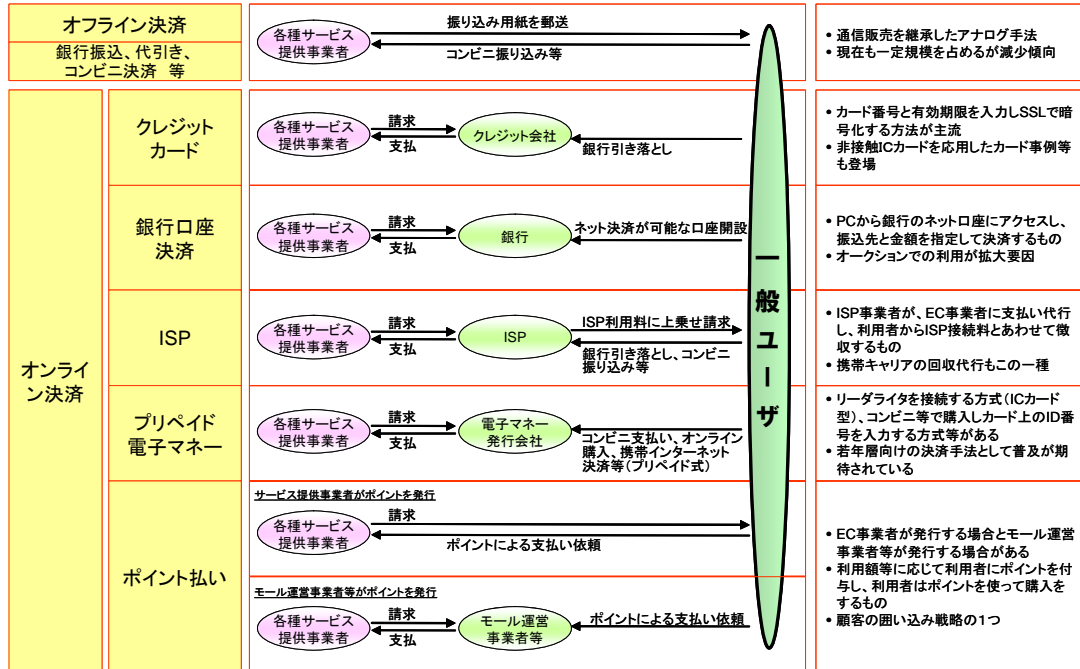 オフライン決済
銀行振込、代引き、
コンビニ決済 等
各種サービス
提供事業者
振り込み用紙を郵送
コンビニ振り込み等
• 通信販売を継承したアナログ手法
• 現在も一定規模を占めるが減少傾向
オンライ
ン決済
クレジット
カード
各種サービス
提供事業者
請求
支払
クレジット会社
銀行引き落とし
• カード番号と有効期限を入力しSSLで暗
号化する方法が主流
• 非接触ICカードを応用したカード事例等
も登場
銀行口座
決済
各種サービス
提供事業者
請求
支払
銀行
ネット決済が可能な口座開設
• PCから銀行のネット口座にアクセスし、
振込先と金額を指定して決済するもの
• オークションでの利用が拡大要因
一般ユーザ
ISP
各種サービス
提供事業者
請求
支払
ISP
ISP利用料に上乗せ請求
銀行引き落とし、コンビニ
振り込み等
• ISP事業者が、EC事業者に支払い代行
し、利用者からISP接続料とあわせて徴
収するもの
• 携帯キャリアの回収代行もこの一種
プリペイド
電子マネー
各種サービス
提供事業者
請求
支払
電子マネー
発行会社
コンビニ支払い、オンライン
購入、携帯インターネット
決済等(プリペイド式)
• リーダライタを接続する方式(ICカード
型)、コンビニ等で購入しカード上のID番
号を入力する方式等がある
• 若年層向けの決済手法として普及が期
待されている
ポイント払い
サービス提供事業者がポイントを発行
各種サービス
提供事業者
請求
ポイントによる支払い依頼
モール運営事業者等がポイントを発行
各種サービス
提供事業者
請求
支払
モール運営
事業者等
ポイントによる支払い依頼
• EC事業者が発行する場合とモール運営
事業者等が発行する場合がある
• 利用額等に応じて利用者にポイントを付
与し、利用者はポイントを使って購入を
するもの
• 顧客の囲い込み戦略の1つ